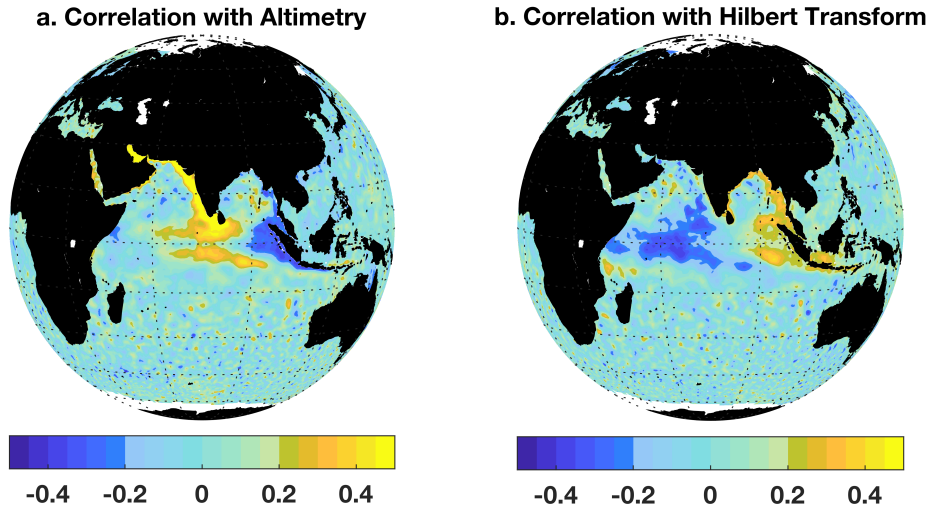 a. Correlation with Altimetry
b. Correlation with Hilbert Transform
-0.4 -0.2 0 0.2 0.4
-0.4 -0.2 0 0.2 0.4